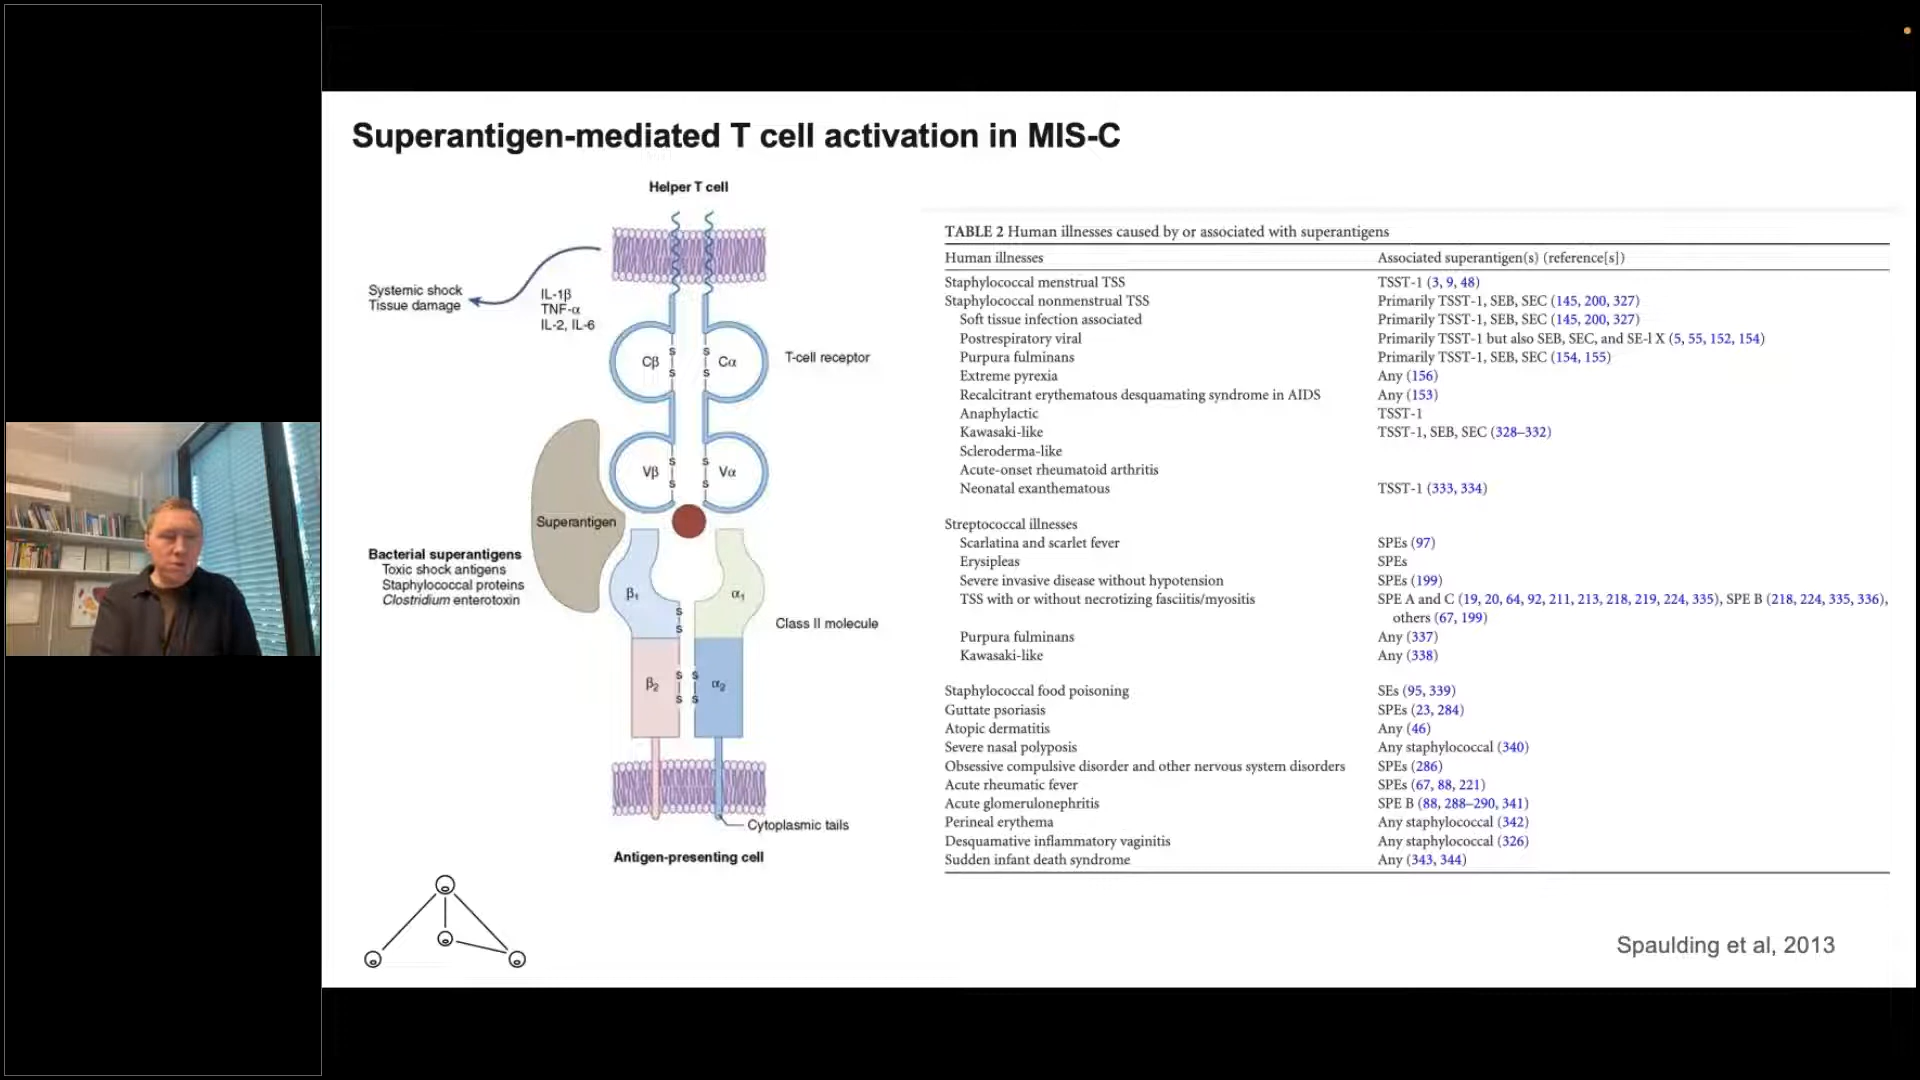 Superantigen-mediated T cell activation in MIS-C
Helper T cell
Systemic shock
Tissue damage
IL-1β
TNF-α
IL-2, IL-6
Cβ
S
S
S
S
Cα
T-cell receptor
Vβ
S
S
S
S
Vα
Superantigen
Bacterial superantigens
Toxic shock antigens
Staphylococcal proteins
Clostridium enterotoxin
β1
S
S
α1
Class II molecule
β2
S S
S S
α2
Cytoplasmic tails
Antigen-presenting cell
TABLE 2 Human illnesses caused by or associated with superantigens
Human illnesses Associated superantigen(s) (reference[s])
Staphylococcal menstrual TSS TSST-1 (3, 9, 48)
Staphylococcal nonmenstrual TSS Primarily TSST-1, SEB, SEC (145, 200, 327)
Soft tissue infection associated Primarily TSST-1, SEB, SEC (145, 200, 327)
Postrespiratory viral Primarily TSST-1 but also SEB, SEC, and SE-l X (5, 55, 152, 154)
Purpura fulminans Primarily TSST-1, SEB, SEC (154, 155)
Extreme pyrexia Any (156)
Recalcitrant erythematous desquamating syndrome in AIDS Any (153)
Anaphylactic TSST-1
Kawasaki-like TSST-1, SEB, SEC (328–332)
Scleroderma-like
Acute-onset rheumatoid arthritis
Neonatal exanthematous TSST-1 (333, 334)
Streptococcal illnesses
Scarlatina and scarlet fever SPEs (97)
Erysipleas SPEs
Severe invasive disease without hypotension SPEs (199)
TSS with or without necrotizing fasciitis/myositis SPE A and C (19, 20, 64, 92, 211, 213, 218, 219, 224, 335), SPE B (218, 224, 335, 336),
others (67, 199)
Purpura fulminans Any (337)
Kawasaki-like Any (338)
Staphylococcal food poisoning SEs (95, 339)
Guttate psoriasis SPEs (23, 284)
Atopic dermatitis Any (46)
Severe nasal polyposis Any staphylococcal (340)
Obsessive compulsive disorder and other nervous system disorders SPEs (286)
Acute rheumatic fever SPEs (67, 88, 221)
Acute glomerulonephritis SPE B (88, 288–290, 341)
Perineal erythema Any staphylococcal (342)
Desquamative inflammatory vaginitis Any staphylococcal (326)
Sudden infant death syndrome Any (343, 344)
Spaulding et al, 2013